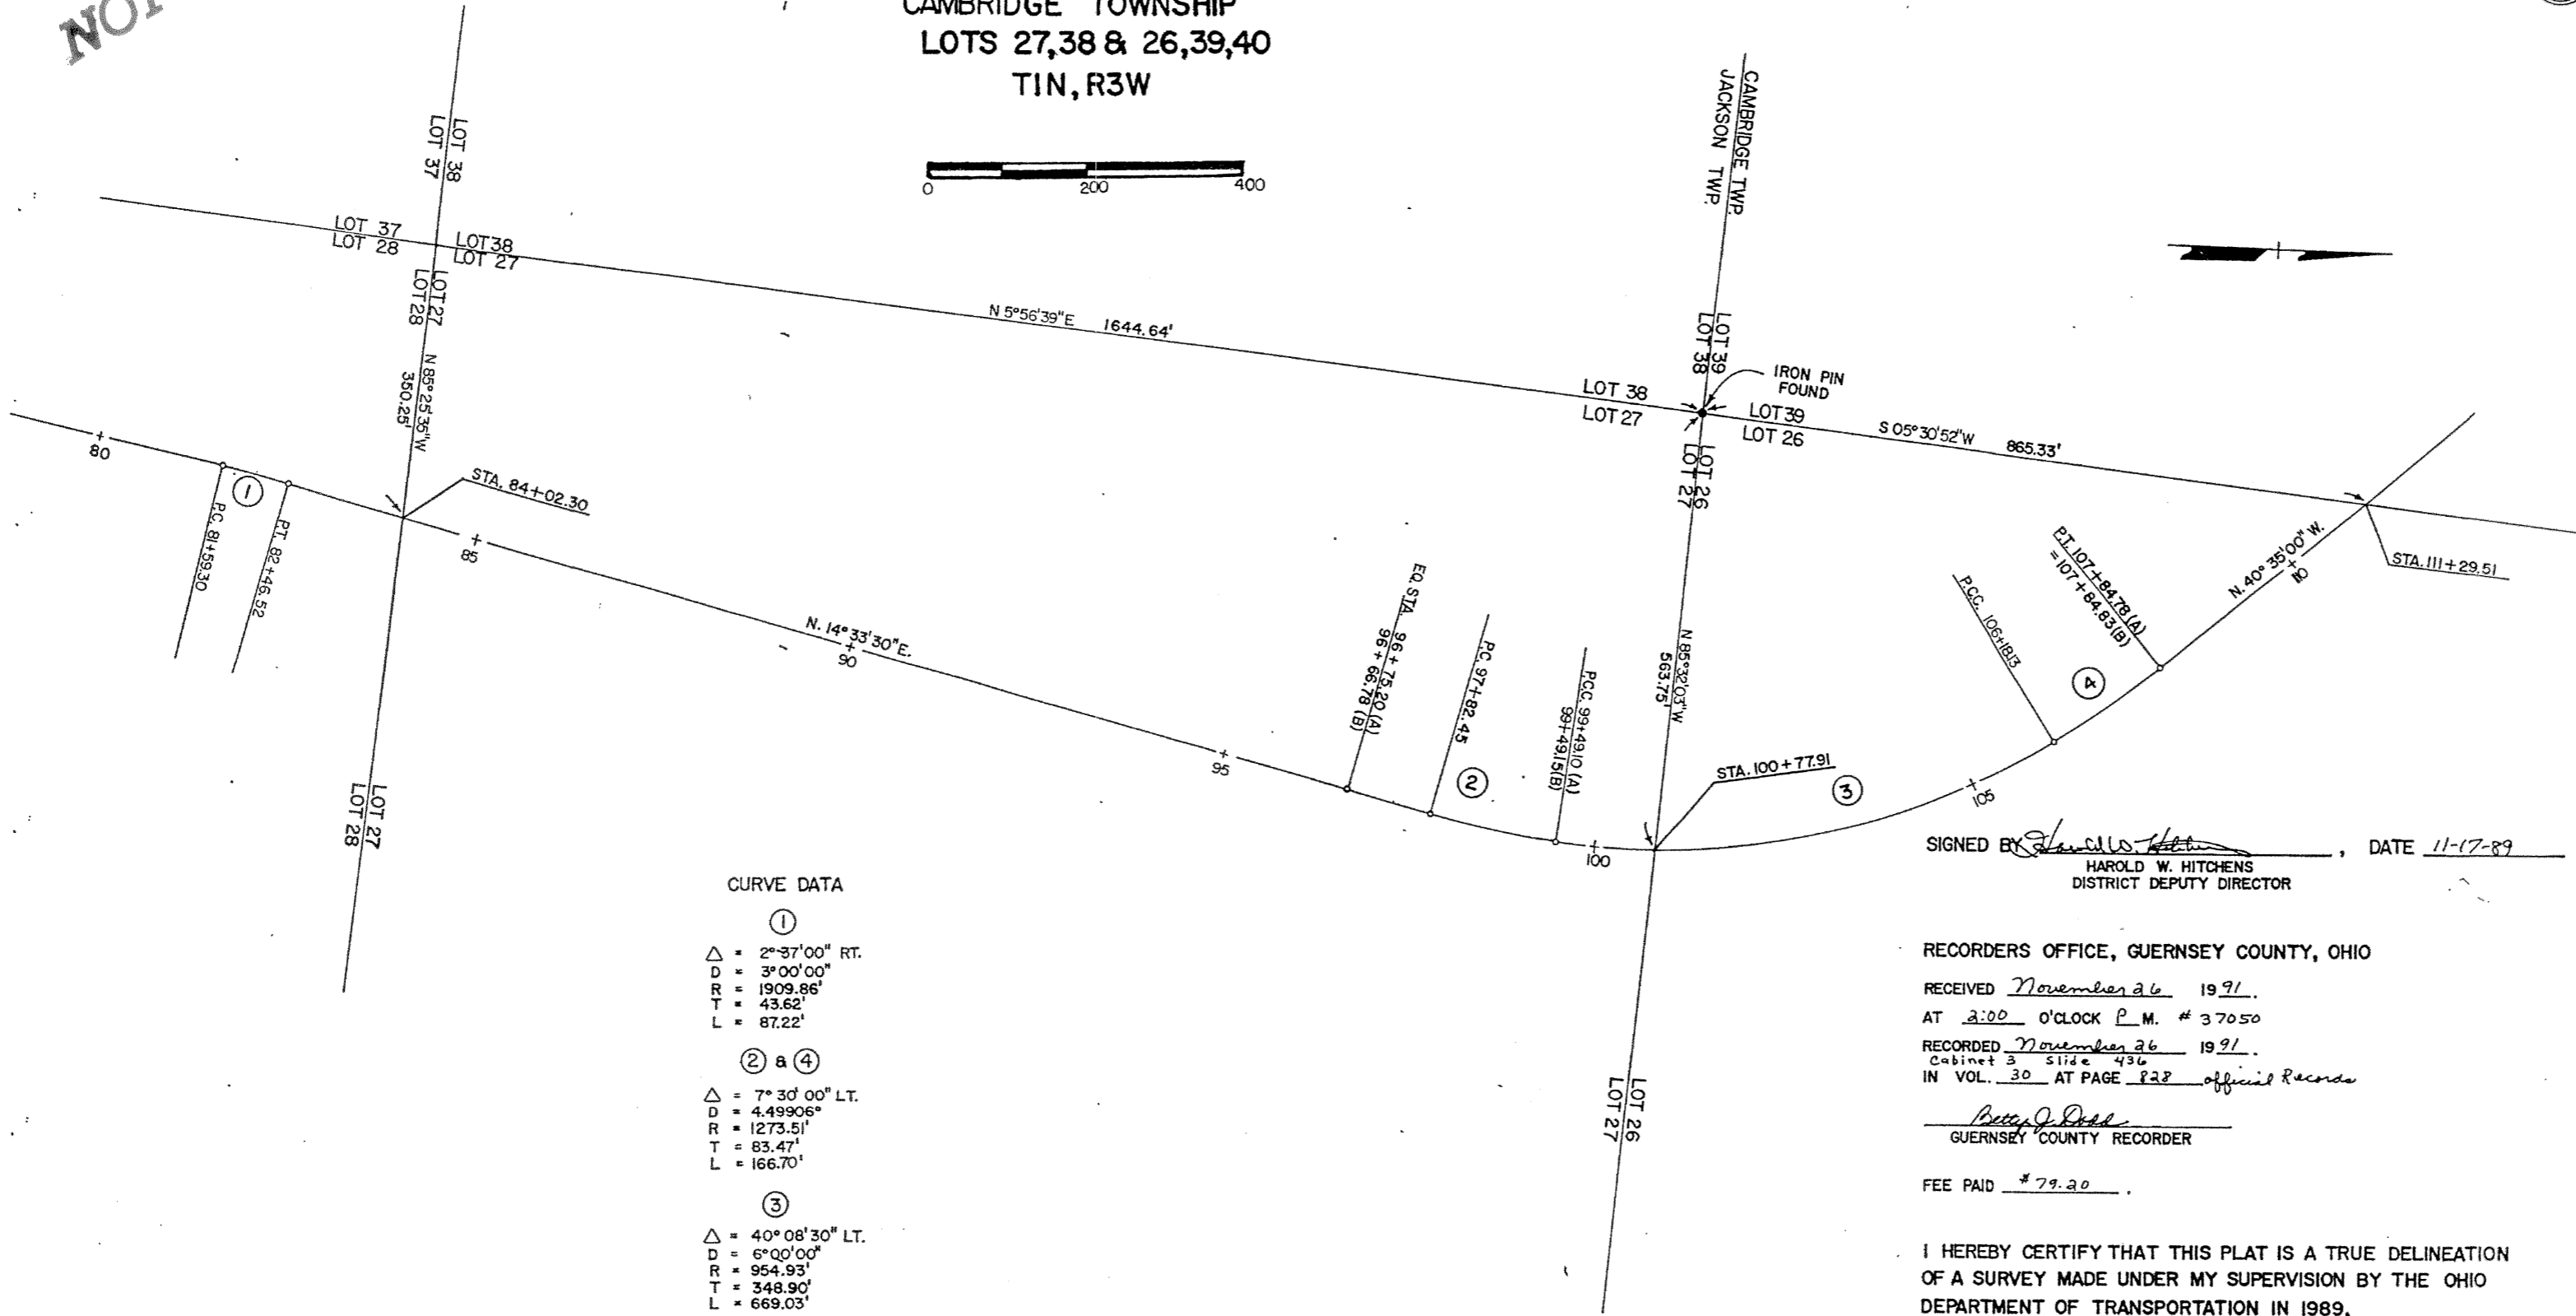 CAMBRIDGE TOWNSHIP
LOTS 27,38 & 26,39,40
T1N, R3W
0 200 400
LOT 38
LOT 37
LOT 37
LOT 28
LOT38
LOT 27
LOT27
LOT28
N 85°25'35"W
350.25'
CAMBRIDGE TWP.
JACKSON TWP.
N 5°56'39"E 1644.64'
LOT 39
LOT 38
IRON PIN
FOUND
LOT 38
LOT27
LOT39
LOT 26
S 05°30'52"W 865.33'
LOT 26
LOT 27
80
1
P.C. 81+59.30
P.T. 82+46.52
STA. 84+02.30
85
N. 14°33'30"E.
90
95
EQ. STA. 96+75.20 (A)
96+66.78 (B)
P.C. 97+82.45
2
P.C.C. 99+49.10 (A)
99+49.15(B)
100
N 85°32'03"W
563.75'
STA. 100+77.91
3
105
P.C.C. 106+18.13
4
P.T. 107+84.78 (A)
=107+84.83(B)
N. 40°35'00"W.
110
STA. 111+29.51
LOT 27
LOT 28
LOT 26
LOT 27
CURVE DATA
1
△ = 2°37'00" RT.
D = 3°00'00"
R = 1909.86'
T = 43.62'
L = 87.22'
2 & 4
△ = 7°30'00" LT.
D = 4.49906°
R = 1273.51'
T = 83.47'
L = 166.70'
3
△ = 40°08'30" LT.
D = 6°00'00"
R = 954.93'
T = 348.90'
L = 669.03'
SIGNED BY Harold W. Hitchens, DATE 11-17-89
HAROLD W. HITCHENS
DISTRICT DEPUTY DIRECTOR
RECORDERS OFFICE, GUERNSEY COUNTY, OHIO
RECEIVED November 26 1991.
AT 2:00 O'CLOCK P M. # 37050
RECORDED November 26 1991.
Cabinet 3 Slide 436
IN VOL. 30 AT PAGE 828 official Records
Betty J. Dodd
GUERNSEY COUNTY RECORDER
FEE PAID $79.20.
I HEREBY CERTIFY THAT THIS PLAT IS A TRUE DELINEATION
OF A SURVEY MADE UNDER MY SUPERVISION BY THE OHIO
DEPARTMENT OF TRANSPORTATION IN 1989.